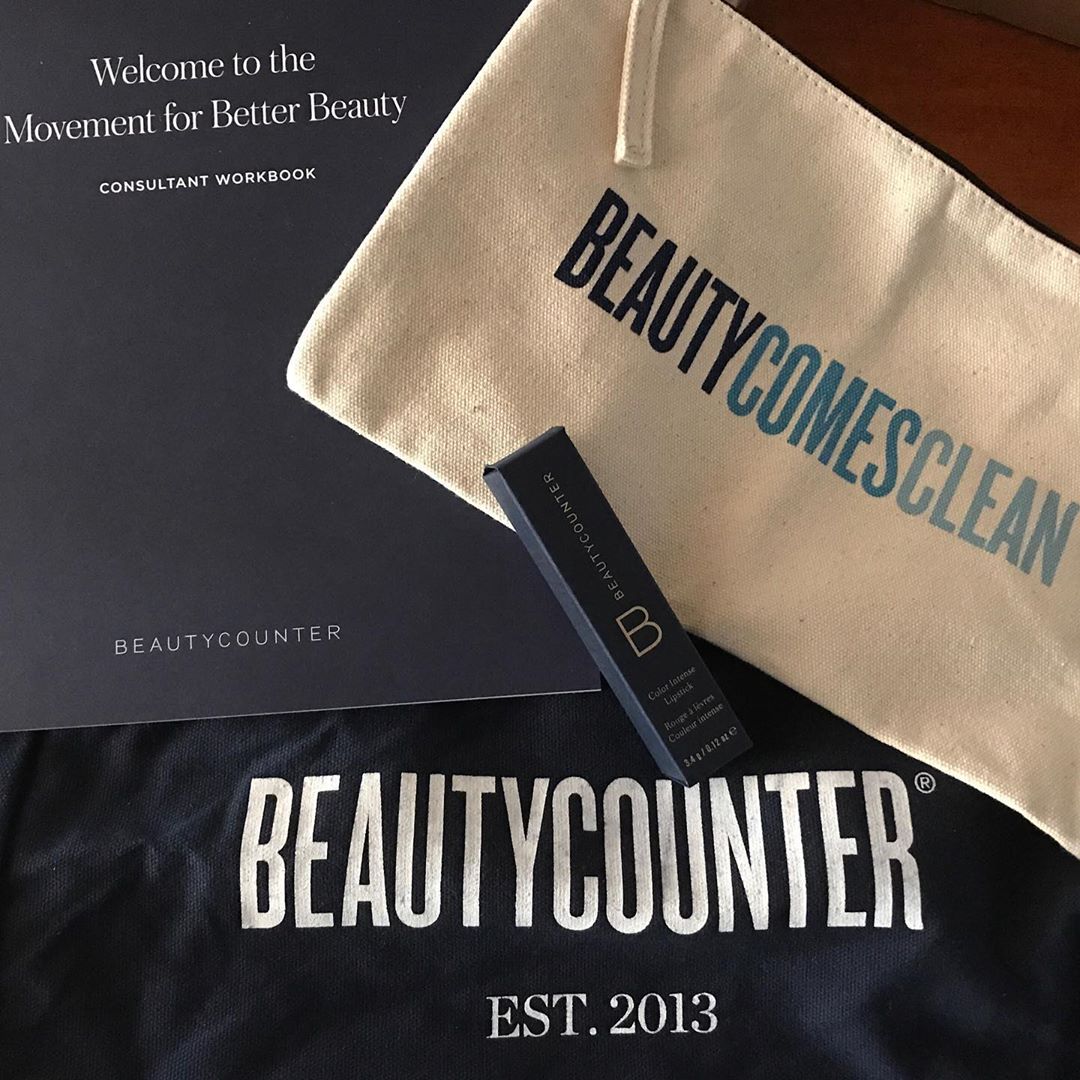 Welcome to the
Movement for Better Beauty
CONSULTANT WORKBOOK
BEAUTYCOUNTER
BEAUTYCOMESCLEAN
BEAUTYCOUNTER
B
Color Intense
Lipstick
Rouge à lèvres
Couleur intense
3.4 g / 0.12 oz ℮
BEAUTYCOUNTER®
EST. 2013